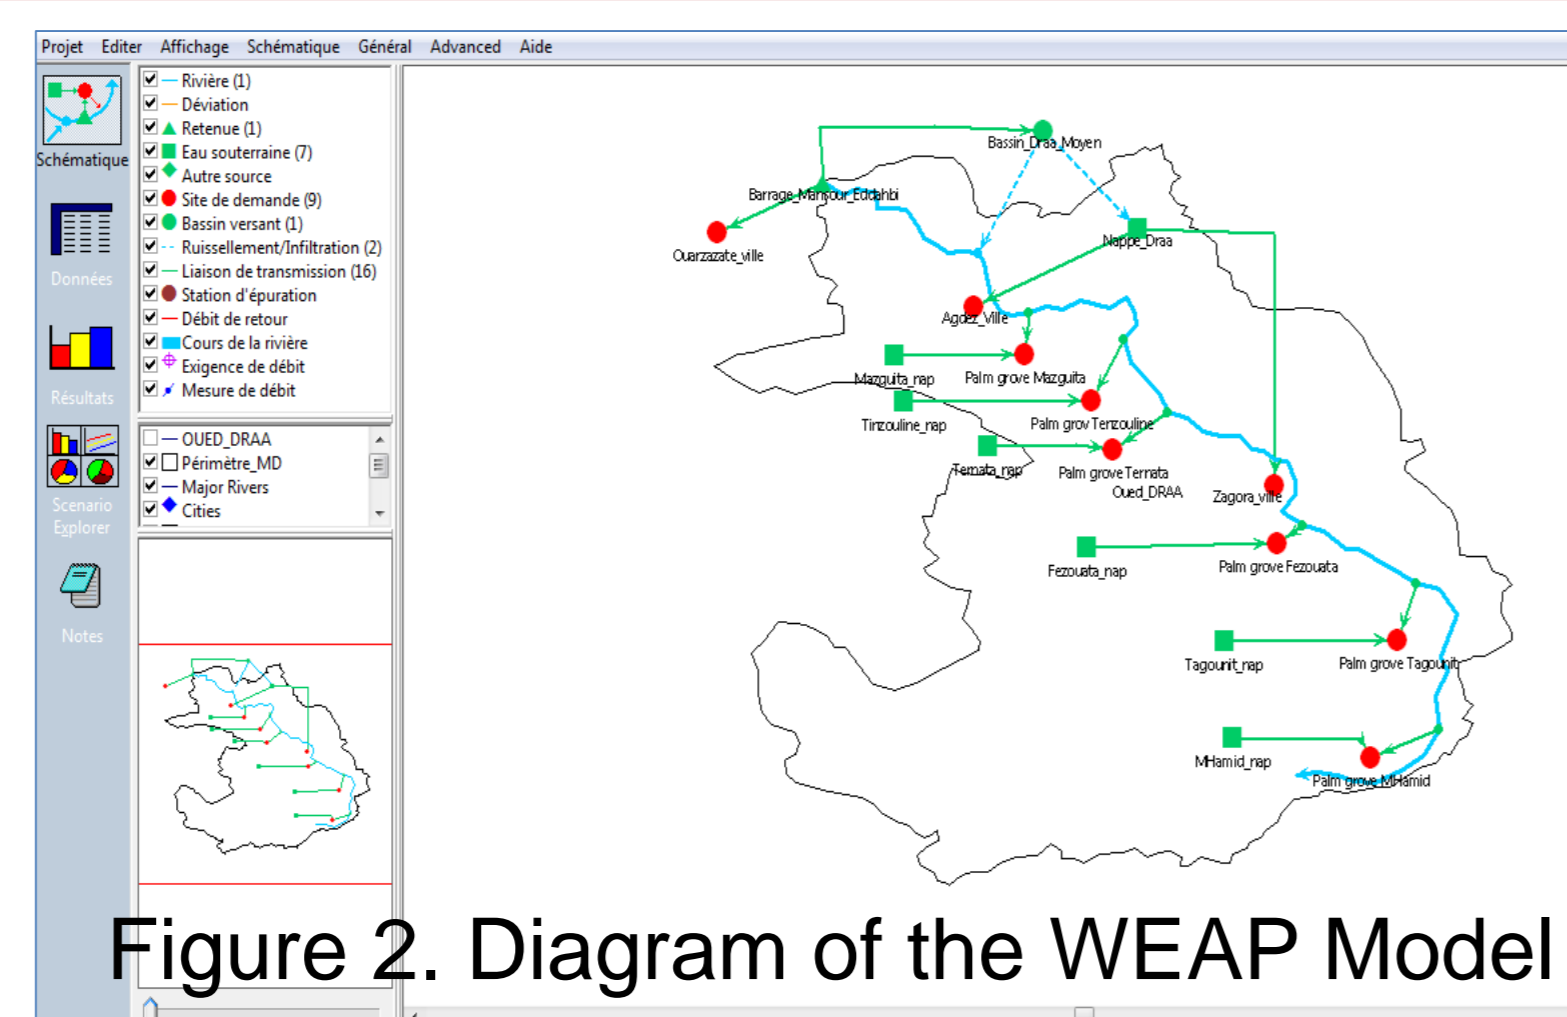 Projet Editer Affichage Schématique Général Advanced Aide
Schématique
Données
Résultats
Scenario
Explorer
Notes
Rivière (1)
Déviation
Retenue (1)
Eau souterraine (7)
Autre source
Site de demande (9)
Bassin versant (1)
Ruissellement/Infiltration (2)
Liaison de transmission (16)
Station d'épuration
Débit de retour
Cours de la rivière
Exigence de débit
Mesure de débit
OUED_DRAA
Périmètre_MD
Major Rivers
Cities
Bassin_Draa_Moyen
Barrage_Mansour_Eddahbi
Ouarzazate_ville
Nappe_Draa
Agdez_Ville
Mazguita_nap
Palm grove Mazguita
Tinzouline_nap
Palm grov Tenzouline
Ternata_nap
Palm grove Ternata
Oued_DRAA
Zagora_ville
Fezouata_nap
Palm grove Fezouata
Tagounit_nap
Palm grove Tagounit
MHamid_nap
Palm grove MHamid
Figure 2. Diagram of the WEAP Model